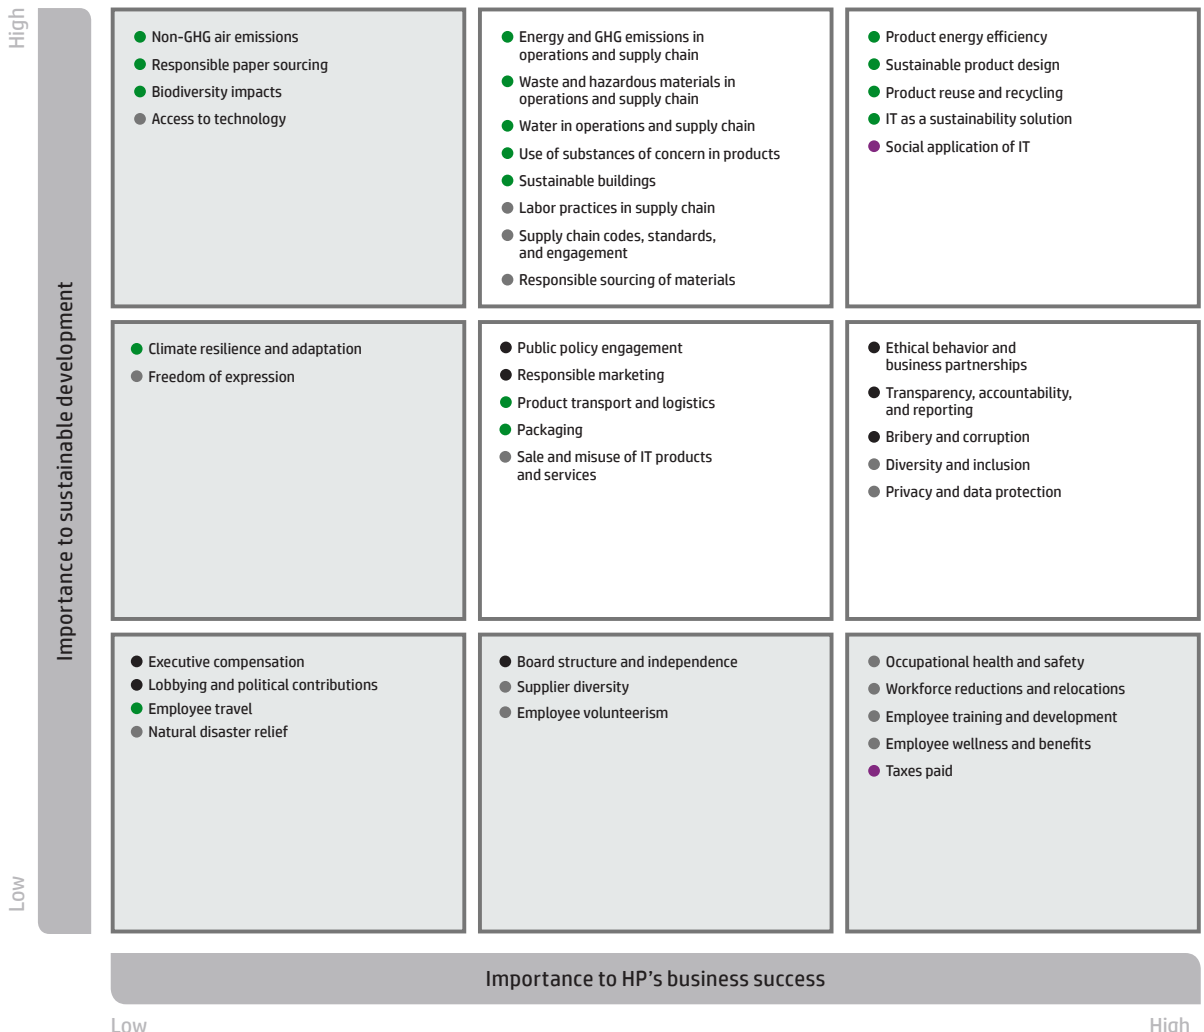 High
Importance to sustainable development
Low
Non-GHG air emissions
Responsible paper sourcing
Biodiversity impacts
Access to technology
Energy and GHG emissions in
operations and supply chain
Waste and hazardous materials in
operations and supply chain
Water in operations and supply chain
Use of substances of concern in products
Sustainable buildings
Labor practices in supply chain
Supply chain codes, standards,
and engagement
Responsible sourcing of materials
Product energy efficiency
Sustainable product design
Product reuse and recycling
IT as a sustainability solution
Social application of IT
Climate resilience and adaptation
Freedom of expression
Public policy engagement
Responsible marketing
Product transport and logistics
Packaging
Sale and misuse of IT products
and services
Ethical behavior and
business partnerships
Transparency, accountability,
and reporting
Bribery and corruption
Diversity and inclusion
Privacy and data protection
Executive compensation
Lobbying and political contributions
Employee travel
Natural disaster relief
Board structure and independence
Supplier diversity
Employee volunteerism
Occupational health and safety
Workforce reductions and relocations
Employee training and development
Employee wellness and benefits
Taxes paid
Importance to HP’s business success
Low
High